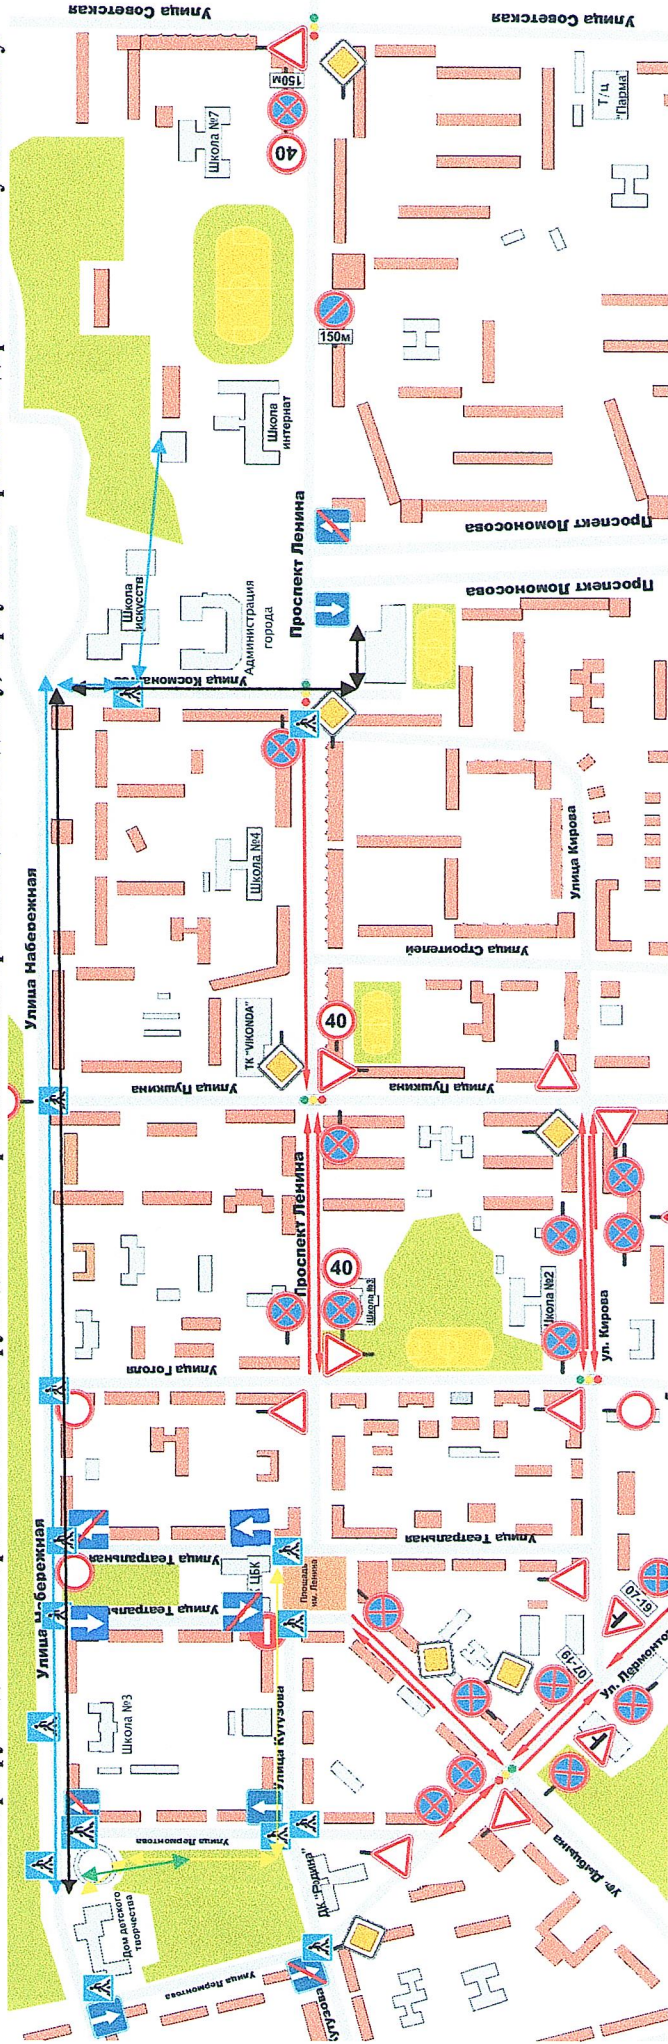 Улица Советская
Улица Советская
150м
40
Школа №7
Т/ц
"Парма"
150м
Школа
интернат
Проспект Ленина
Проспект Ломоносова
Проспект Ломоносова
Школа
искусств
Администрация
города
Улица Космона
Улица Набережная
Школа №4
Улица Кирова
Улица Строителей
ТК "VIKONDA"
40
Улица Пушкина
Улица Пушкина
Проспект Ленина
40
Школа №3
Школа №2
ул. Кирова
Улица Гоголя
Улица Набережная
Улица Театральная
Улица Театральная
Улица Театральн
ЦБК
Площадь
им. Ленина
07-19
07-19
Ул. Лермонтов
Школа №3
Улица Кутузова
Улица Лермонтова
ДК "Родина"
ул. Дыбцына
Дом детского
творчества
Улица Лермонтова
Кутузова